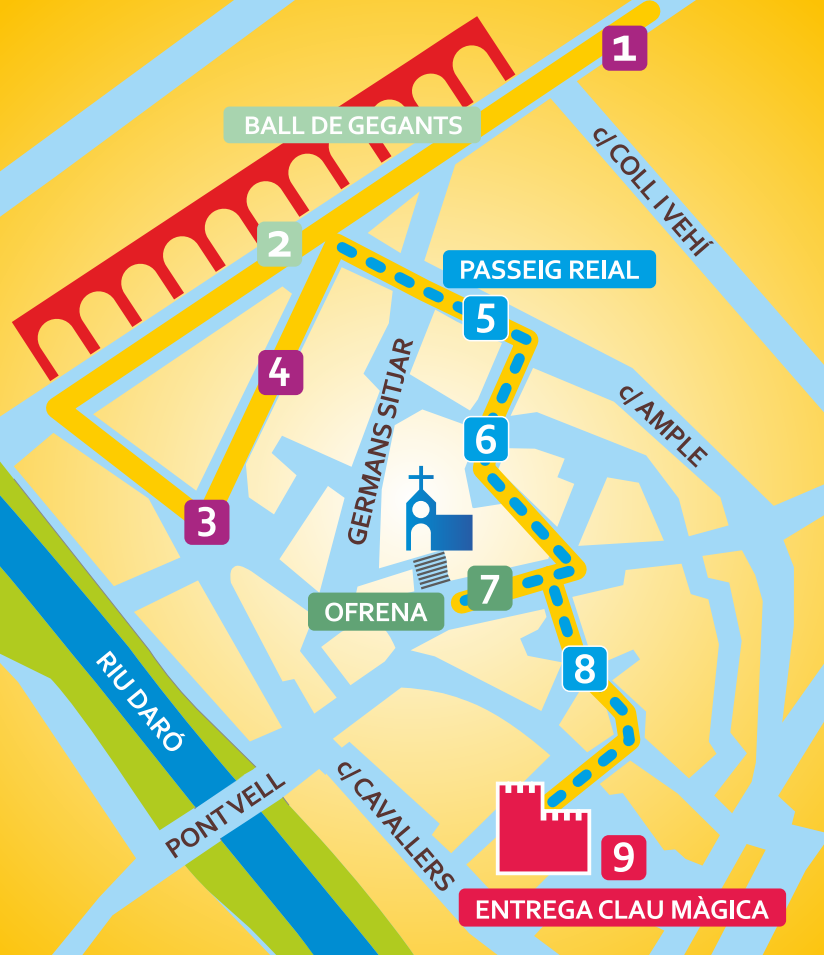 1
BALL DE GEGANTS
c/COLL I VEHÍ
2
PASSEIG REIAL
5
4
GERMANS SITJAR
c/AMPLE
6
3
7
OFRENA
8
RIU DARÓ
PONT VELL
c/CAVALLERS
9
ENTREGA CLAU MÀGICA